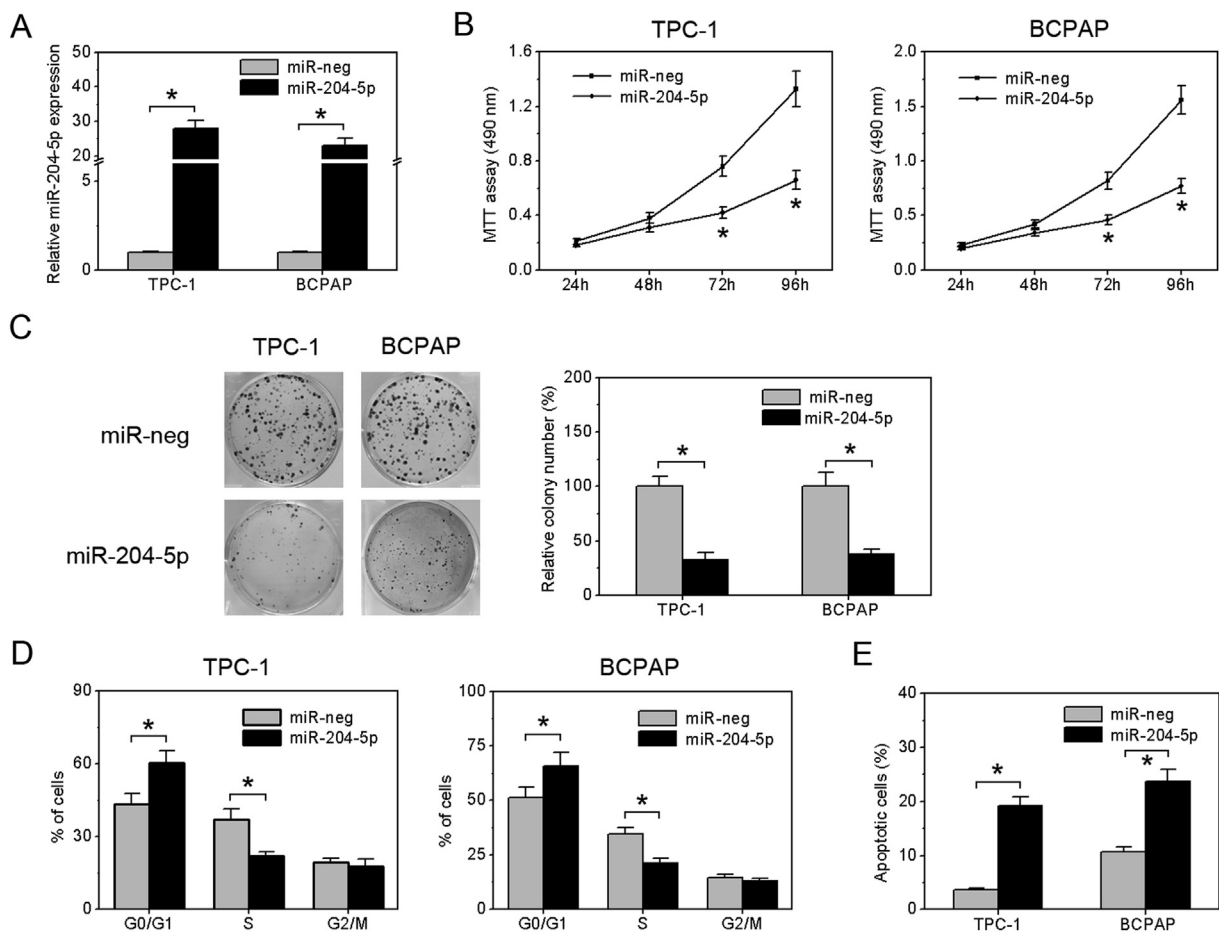 A
Relative miR-204-5p expression
50
40
30
20
5
0
miR-neg
miR-204-5p
*
*
TPC-1
BCPAP
B
TPC-1
MTT assay (490 nm)
1.6
1.2
0.8
0.4
0.0
miR-neg
miR-204-5p
*
*
24h 48h 72h 96h
BCPAP
MTT assay (490 nm)
2.0
1.5
1.0
0.5
0.0
miR-neg
miR-204-5p
*
*
24h 48h 72h 96h
C
TPC-1 BCPAP
miR-neg
miR-204-5p
Relative colony number (%)
200
150
100
50
0
miR-neg
miR-204-5p
*
*
TPC-1 BCPAP
D
TPC-1
% of cells
90
60
30
0
miR-neg
miR-204-5p
*
*
G0/G1 S G2/M
BCPAP
% of cells
100
75
50
25
0
miR-neg
miR-204-5p
*
*
G0/G1 S G2/M
E
Apoptotic cells (%)
40
30
20
10
0
miR-neg
miR-204-5p
*
*
TPC-1 BCPAP